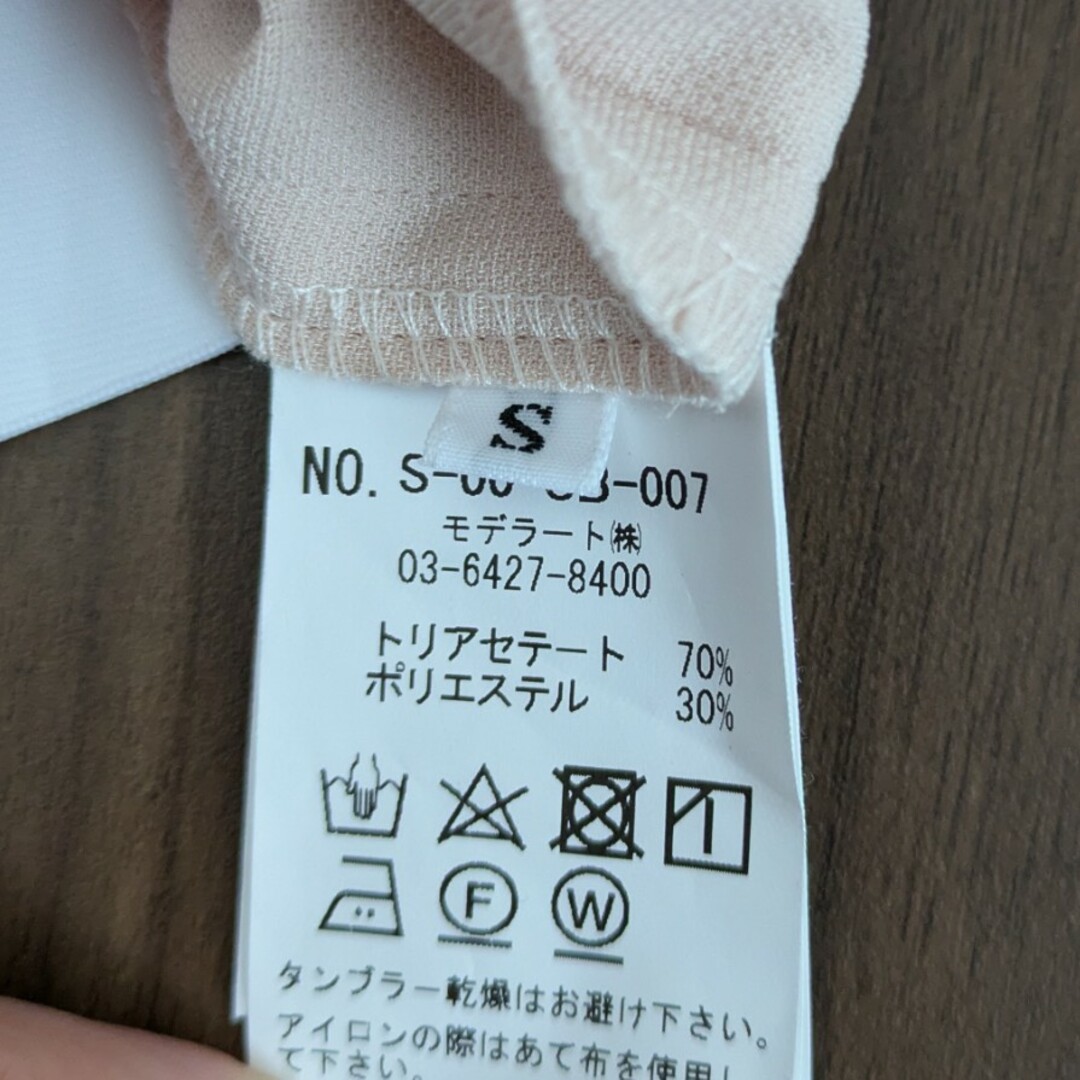 S
NO. S-    -007
モデラート㈱
03-6427-8400
トリアセテート 70%
ポリエステル 30%
F W
タンブラー乾燥はお避け下さい。
アイロンの際はあて布を使用し
て下さい。